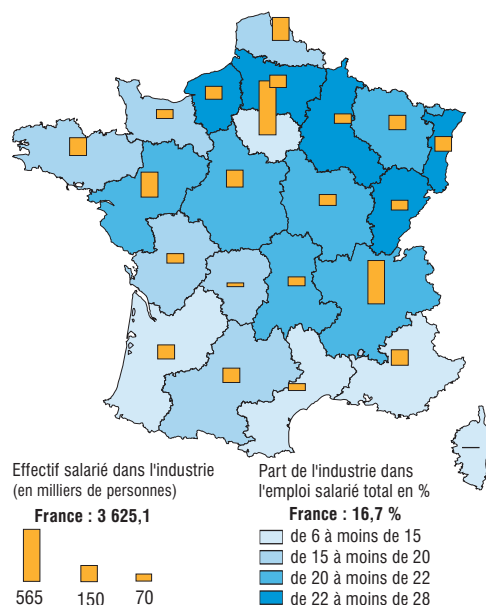 Effectif salarié dans l'industrie
(en milliers de personnes)
France : 3 625,1
565 150 70
Part de l'industrie dans
l'emploi salarié total en %
France : 16,7 %
de 6 à moins de 15
de 15 à moins de 20
de 20 à moins de 22
de 22 à moins de 28